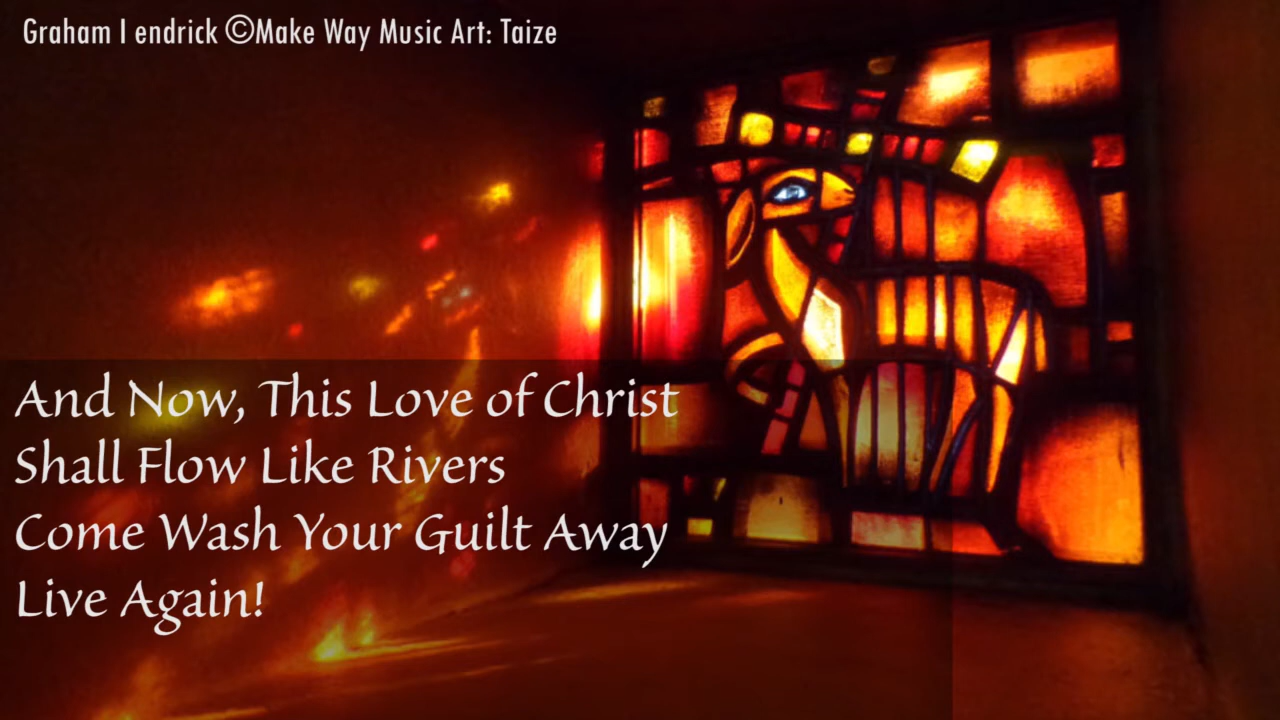 Graham I endrick ©Make Way Music Art: Taize
And Now, This Love of Christ
Shall Flow Like Rivers
Come Wash Your Guilt Away
Live Again!